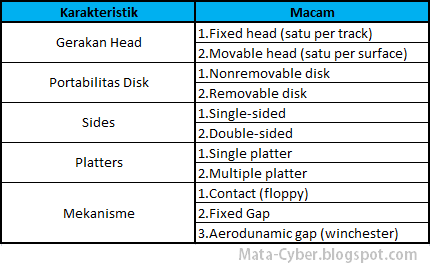 Karakteristik Macam
Gerakan Head
1.Fixed head (satu per track)
2.Movable head (satu per surface)
Portabilitas Disk
1.Nonremovable disk
2.Removable disk
Sides
1.Single-sided
2.Double-sided
Platters
1.Single platter
2.Multiple platter
Mekanisme
1.Contact (floppy)
2.Fixed Gap
3.Aerodunamic gap (winchester)
Mata-Cyber.blogspot.com